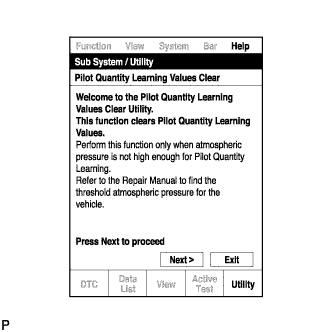 Function View System Bar Help
Sub System / Utility
Pilot Quantity Learning Values Clear
Welcome to the Pilot Quantity Learning
Values Clear Utility.
This function clears Pilot Quantity Learning
Values.
Perform this function only when atmospheric
pressure is not high enough for Pilot Quantity
Learning.
Refer to the Repair Manual to find the
threshold atmospheric pressure for the
vehicle.
Press Next to proceed
Next > Exit
DTC Data List View Active Test Utility
P